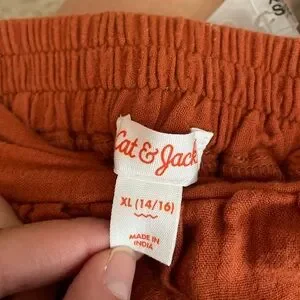 Cat & Jack
XL (14/16)
MADE IN
INDIA